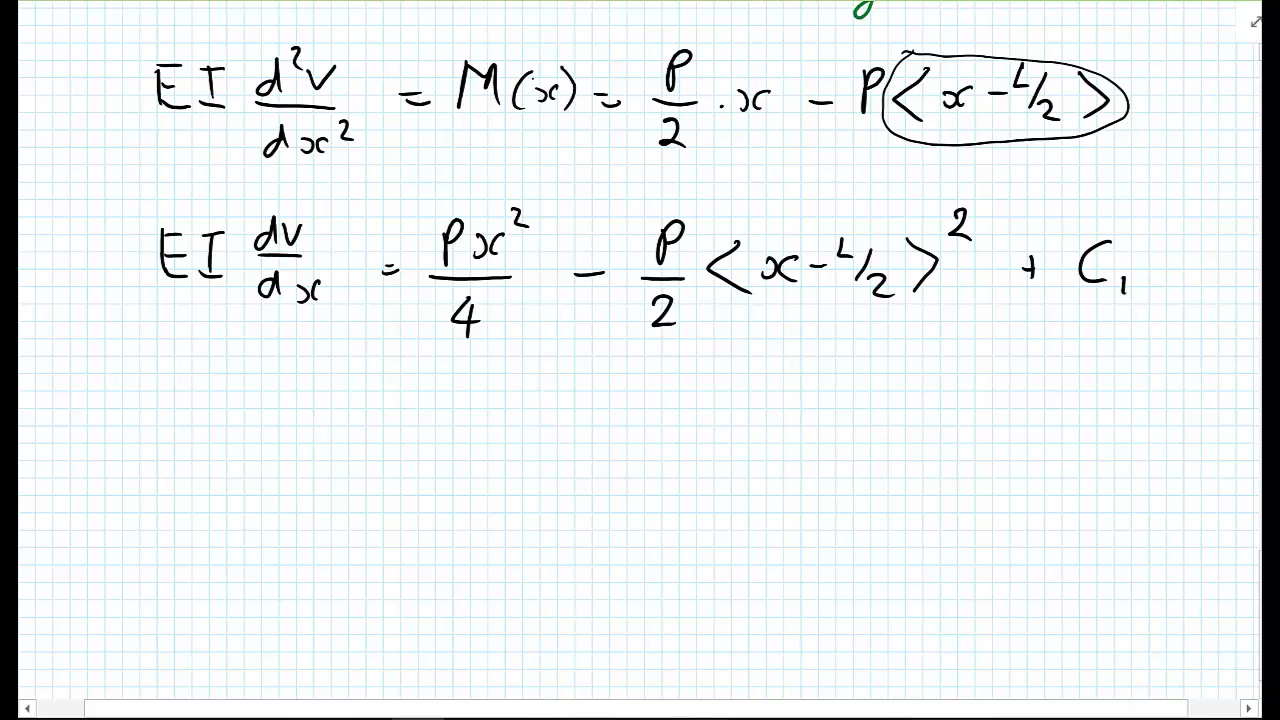 EI d²v/dx² = M(x) = P/2 . x - P<x - L/2>
EI dv/dx = Px²/4 - P/2 <x - L/2>² + C₁